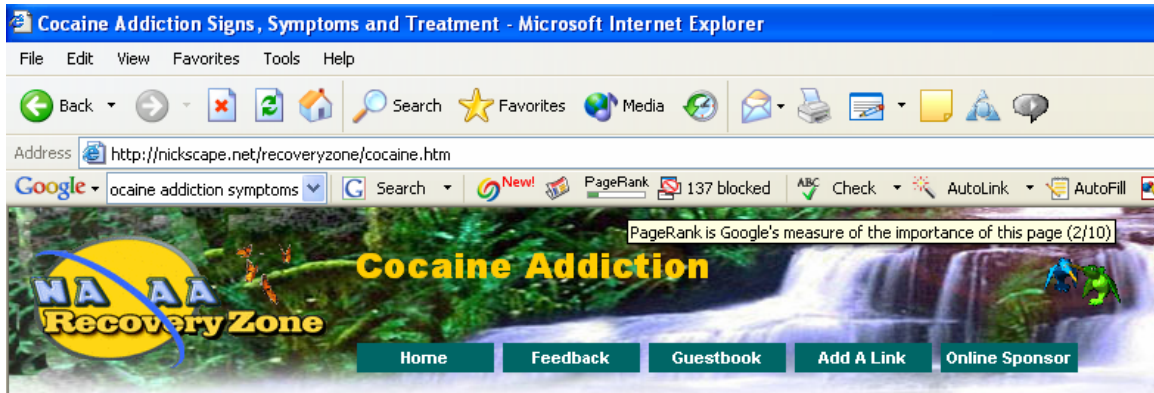 Cocaine Addiction Signs, Symptoms and Treatment - Microsoft Internet Explorer
File Edit View Favorites Tools Help
Back Search Favorites Media
Address http://nickscape.net/recoveryzone/cocaine.htm
Google ocaine addiction symptoms G Search New! PageRank 137 blocked ABC Check AutoLink AutoFill
PageRank is Google's measure of the importance of this page (2/10)
Cocaine Addiction
NA AA
Recovery Zone
Home Feedback Guestbook Add A Link Online Sponsor